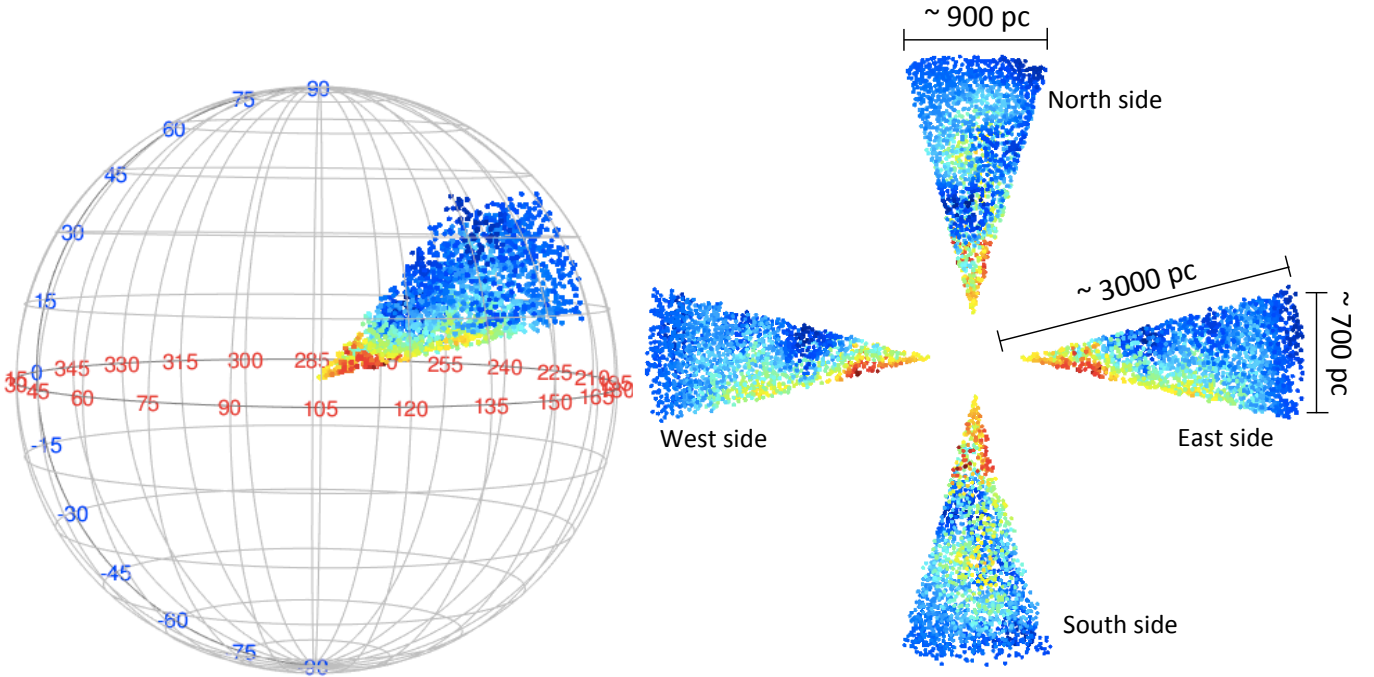 ~ 900 pc
North side
~ 3000 pc
~ 700 pc
West side
East side
South side
90
75
60
45
30
15
0
345 330 315 300 285 255 240 225 210
45 60 75 90 105 120 135 150 165
-15
-30
-45
-60
-75
90